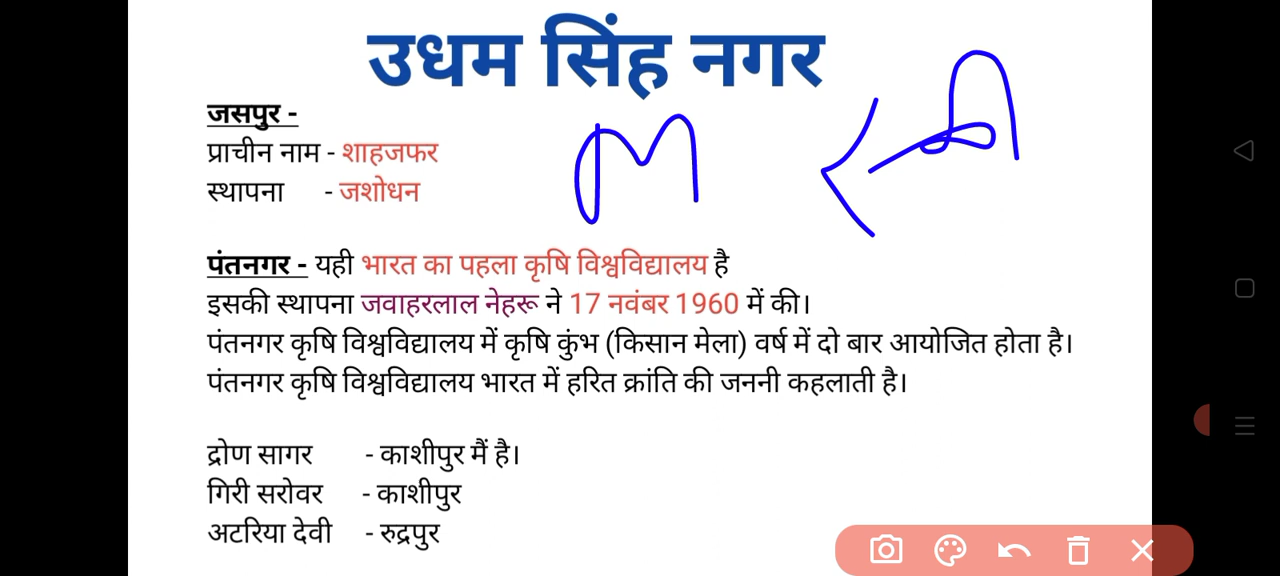 उधम सिंह नगर
जसपुर -
प्राचीन नाम - शाहजफर
स्थापना - जशोधन
पंतनगर - यही भारत का पहला कृषि विश्वविद्यालय है
इसकी स्थापना जवाहरलाल नेहरू ने 17 नवंबर 1960 में की।
पंतनगर कृषि विश्वविद्यालय में कृषि कुंभ (किसान मेला) वर्ष में दो बार आयोजित होता है।
पंतनगर कृषि विश्वविद्यालय भारत में हरित क्रांति की जननी कहलाती है।
द्रोण सागर - काशीपुर मैं है।
गिरी सरोवर - काशीपुर
अटरिया देवी - रुद्रपुर